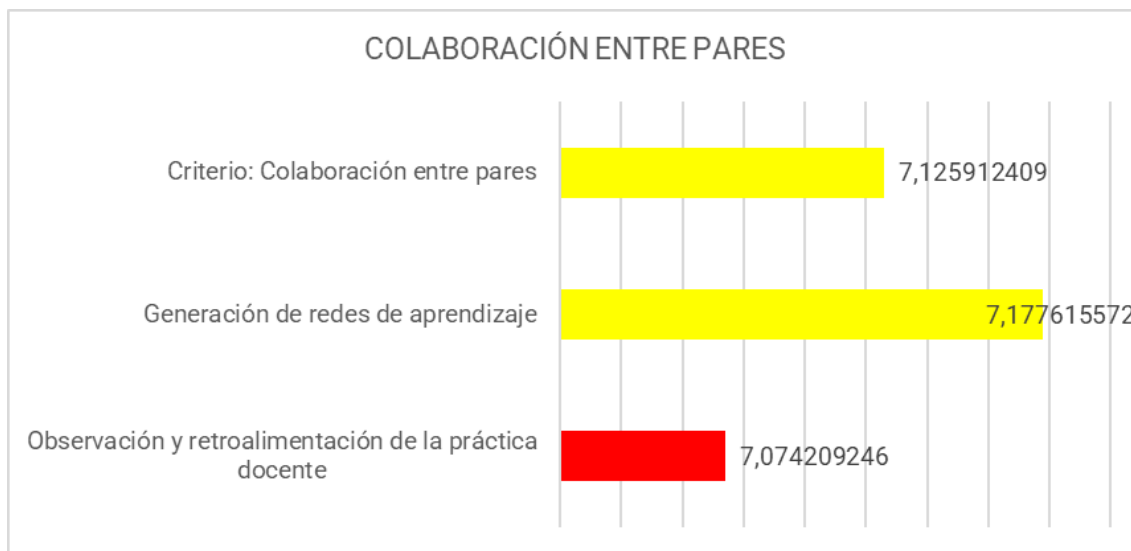 COLABORACIÓN ENTRE PARES
Criterio: Colaboración entre pares
7,125912409
Generación de redes de aprendizaje
7,177615572
Observación y retroalimentación de la práctica
docente
7,074209246